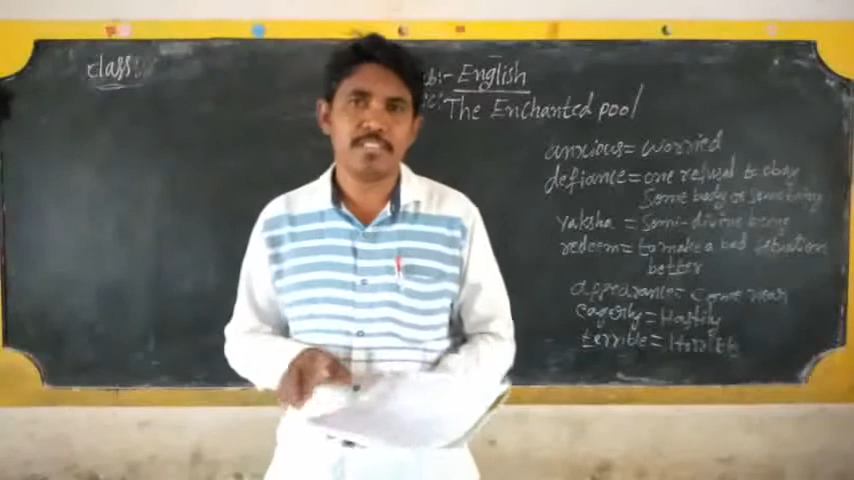 class:
b:- English
c: The Enchanted pool
anxious= worried
defiance= one refusal to obey
Some body or Something
yaksha = Semi-divine being
redeem= to make a bad situation
better
appearance= come near
eagerly = Hastily
terrible = Horrible